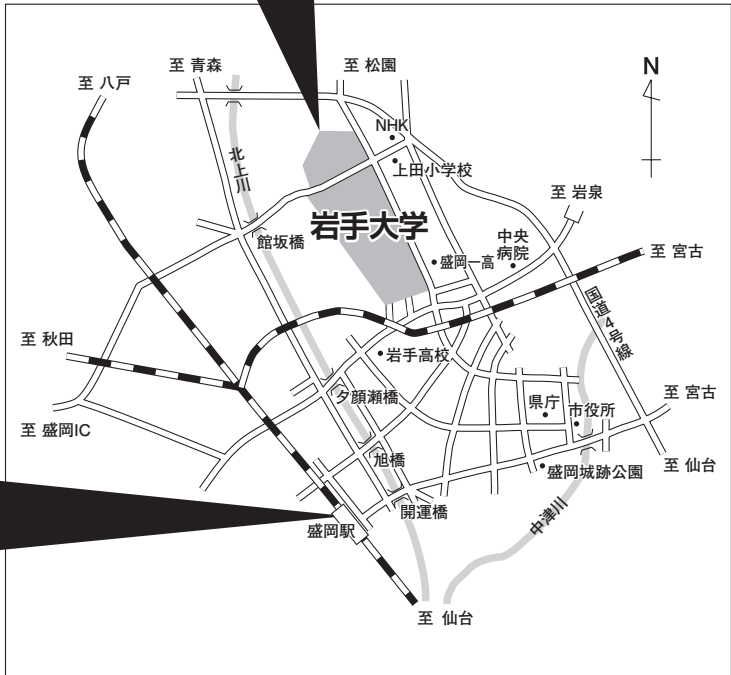 至 青森
至 松園
至 八戸
N
NHK
上田小学校
北上川
至 岩泉
岩手大学
館坂橋
中央
病院
盛岡一高
至 宮古
国道4号線
至 秋田
岩手高校
夕顔瀬橋
県庁
市役所
至 宮古
至 盛岡IC
旭橋
至 仙台
盛岡城跡公園
開運橋
中津川
盛岡駅
至 仙台